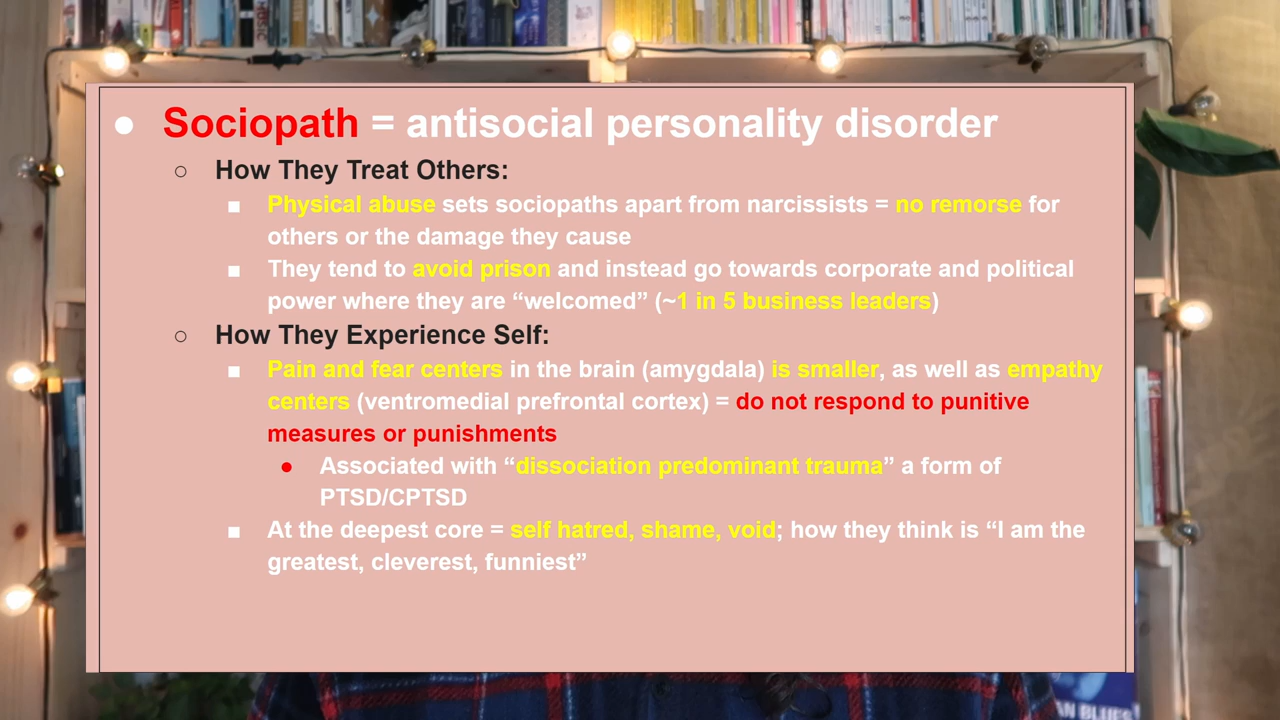 ● Sociopath = antisocial personality disorder
○ How They Treat Others:
■ Physical abuse sets sociopaths apart from narcissists = no remorse for
others or the damage they cause
■ They tend to avoid prison and instead go towards corporate and political
power where they are “welcomed” (~1 in 5 business leaders)
○ How They Experience Self:
■ Pain and fear centers in the brain (amygdala) is smaller, as well as empathy
centers (ventromedial prefrontal cortex) = do not respond to punitive
measures or punishments
● Associated with “dissociation predominant trauma” a form of
PTSD/CPTSD
■ At the deepest core = self hatred, shame, void; how they think is “I am the
greatest, cleverest, funniest”